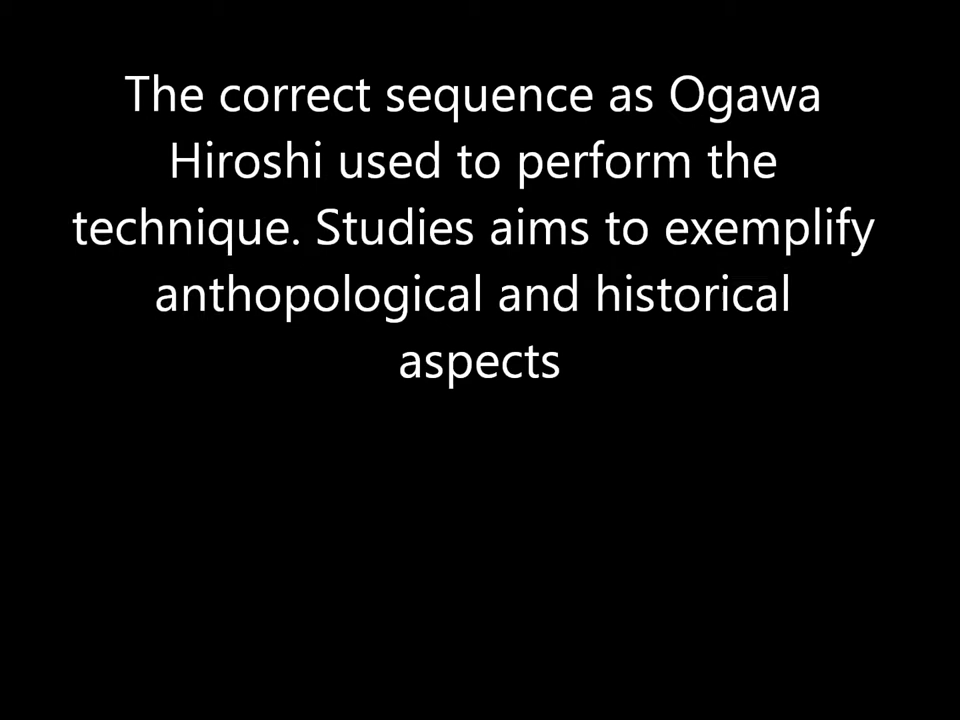 The correct sequence as Ogawa
Hiroshi used to perform the
technique. Studies aims to exemplify
anthopological and historical
aspects